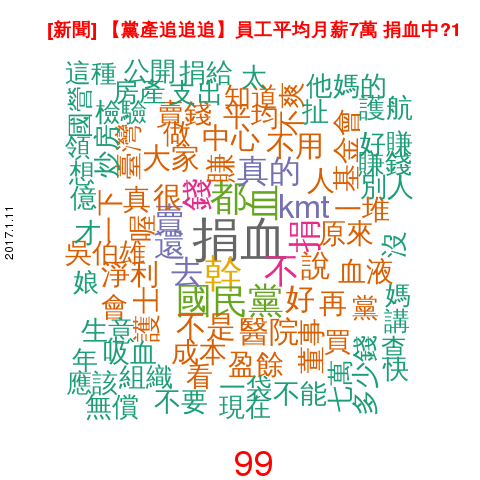 [新聞] 【黨產追追追】員工平均月薪7萬 捐血中?1
2017.1.11
這種 公開 捐給 太
房產 支出 知道 爽 他媽的
國營 檢驗 賣錢 平均 扯 護航
領 房 臺灣 做 中心 不用 基金會 好賺
想 炒 大家 賺 真的 人 賺錢
億 真 很 錢 都 自 kmt 一堆 別人
才 喔 賣 捐血 捐 原來 沒
吳伯雄 還
娘 淨利 去 幹 不 說 血液 媽
會 護士 國民黨 好 再 黨 講
生意 不是 醫院 董事 買 錢 查
年 吸血 成本 盈餘 萬 少 快
應該 組織 看 一袋 不能 七 多
無償 不要 現在
99